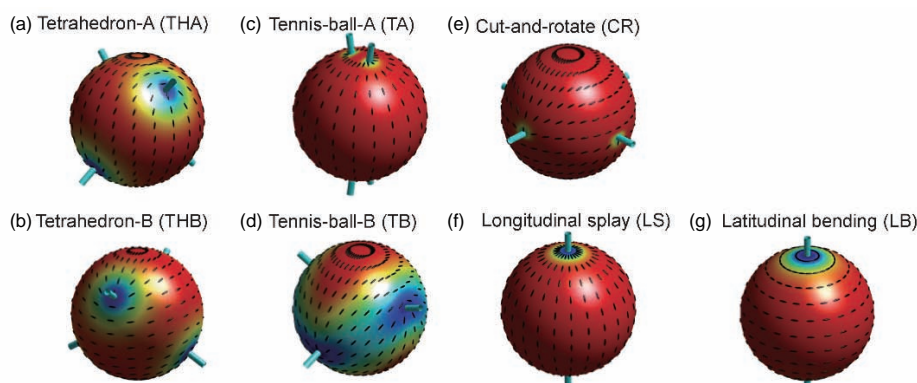 (a) Tetrahedron-A (THA)
(c) Tennis-ball-A (TA)
(e) Cut-and-rotate (CR)
(b) Tetrahedron-B (THB)
(d) Tennis-ball-B (TB)
(f) Longitudinal splay (LS)
(g) Latitudinal bending (LB)